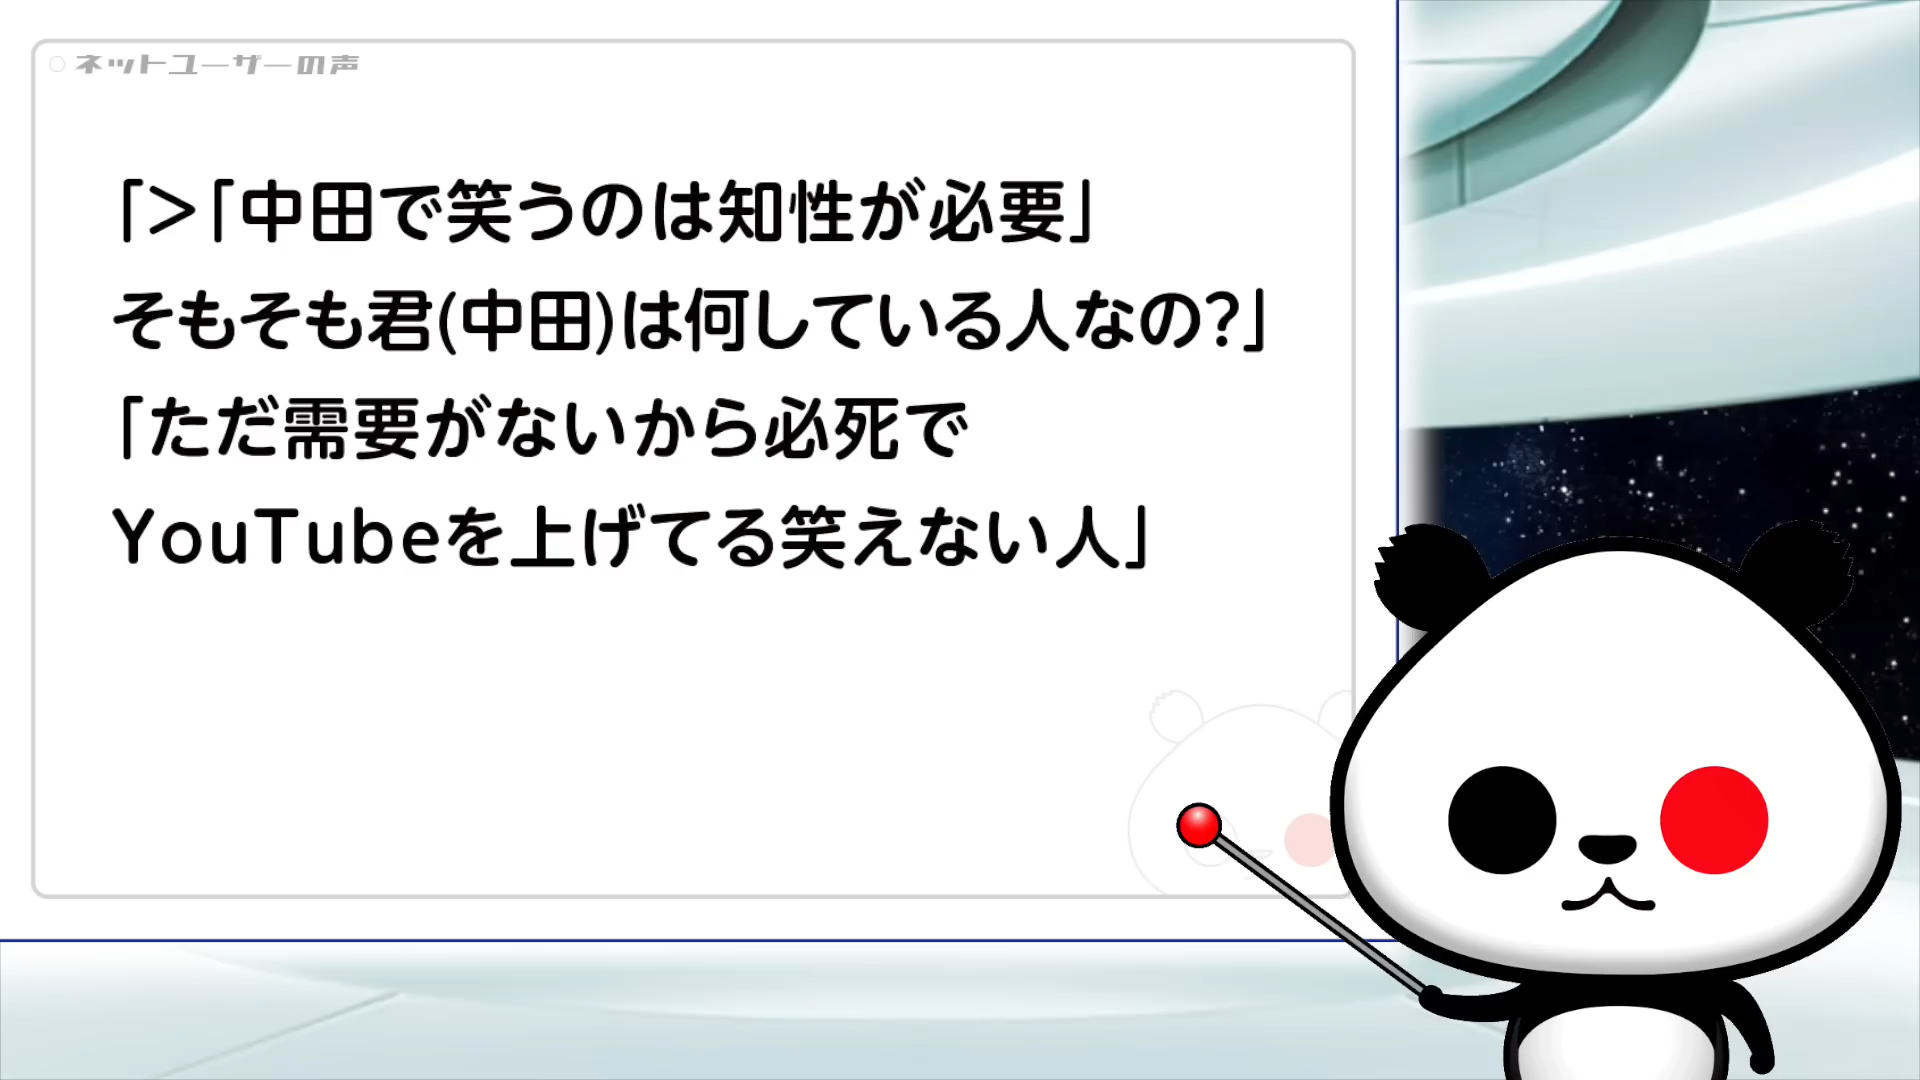 ネットユーザーの声
「>「中田で笑うのは知性が必要」
そもそも君(中田)は何している人なの?」
「ただ需要がないから必死で
YouTubeを上げてる笑えない人」